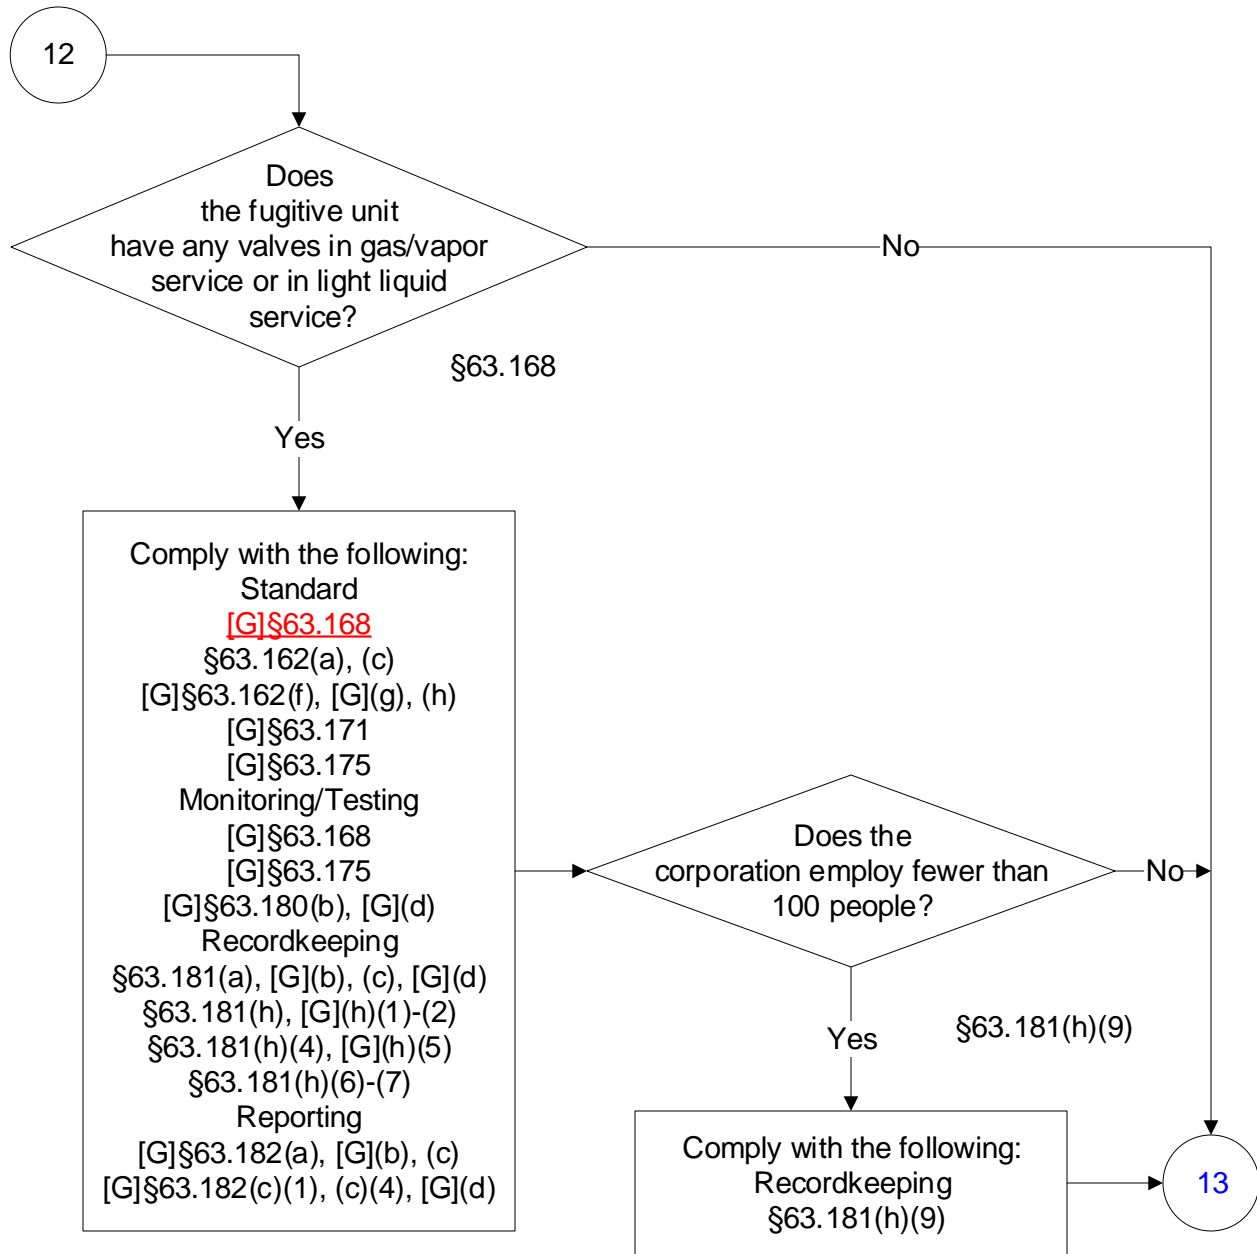 12
Does
the fugitive unit
have any valves in gas/vapor
service or in light liquid
service?
No
§63.168
Yes
Comply with the following:
Standard
[G]§63.168
§63.162(a), (c)
[G]§63.162(f), [G](g), (h)
[G]§63.171
[G]§63.175
Monitoring/Testing
[G]§63.168
[G]§63.175
[G]§63.180(b), [G](d)
Recordkeeping
§63.181(a), [G](b), (c), [G](d)
§63.181(h), [G](h)(1)-(2)
§63.181(h)(4), [G](h)(5)
§63.181(h)(6)-(7)
Reporting
[G]§63.182(a), [G](b), (c)
[G]§63.182(c)(1), (c)(4), [G](d)
Does the
corporation employ fewer than
100 people?
No
Yes
§63.181(h)(9)
Comply with the following:
Recordkeeping
§63.181(h)(9)
13